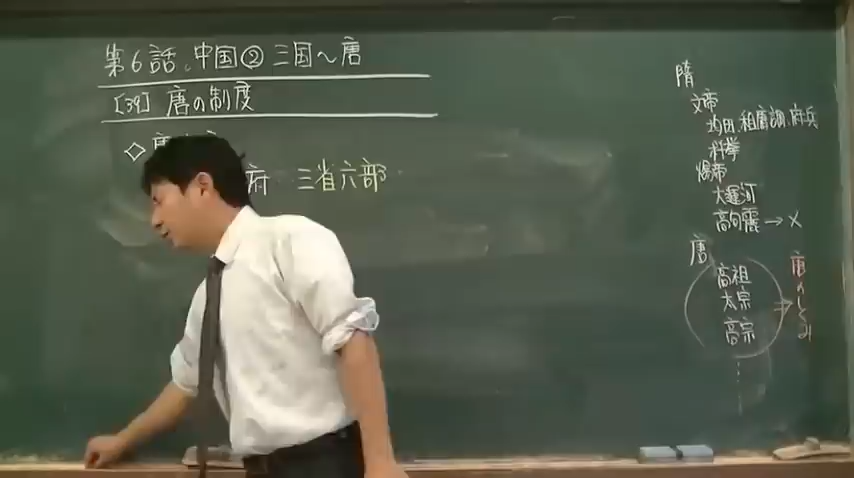 第6話 中国② 三国～唐
[39] 唐の制度
◇
府 三省六部
隋
文帝
均田、租庸調、府兵
科挙
煬帝
大運河
高句麗→×
唐
高祖
太宗
高宗
唐のしくみ